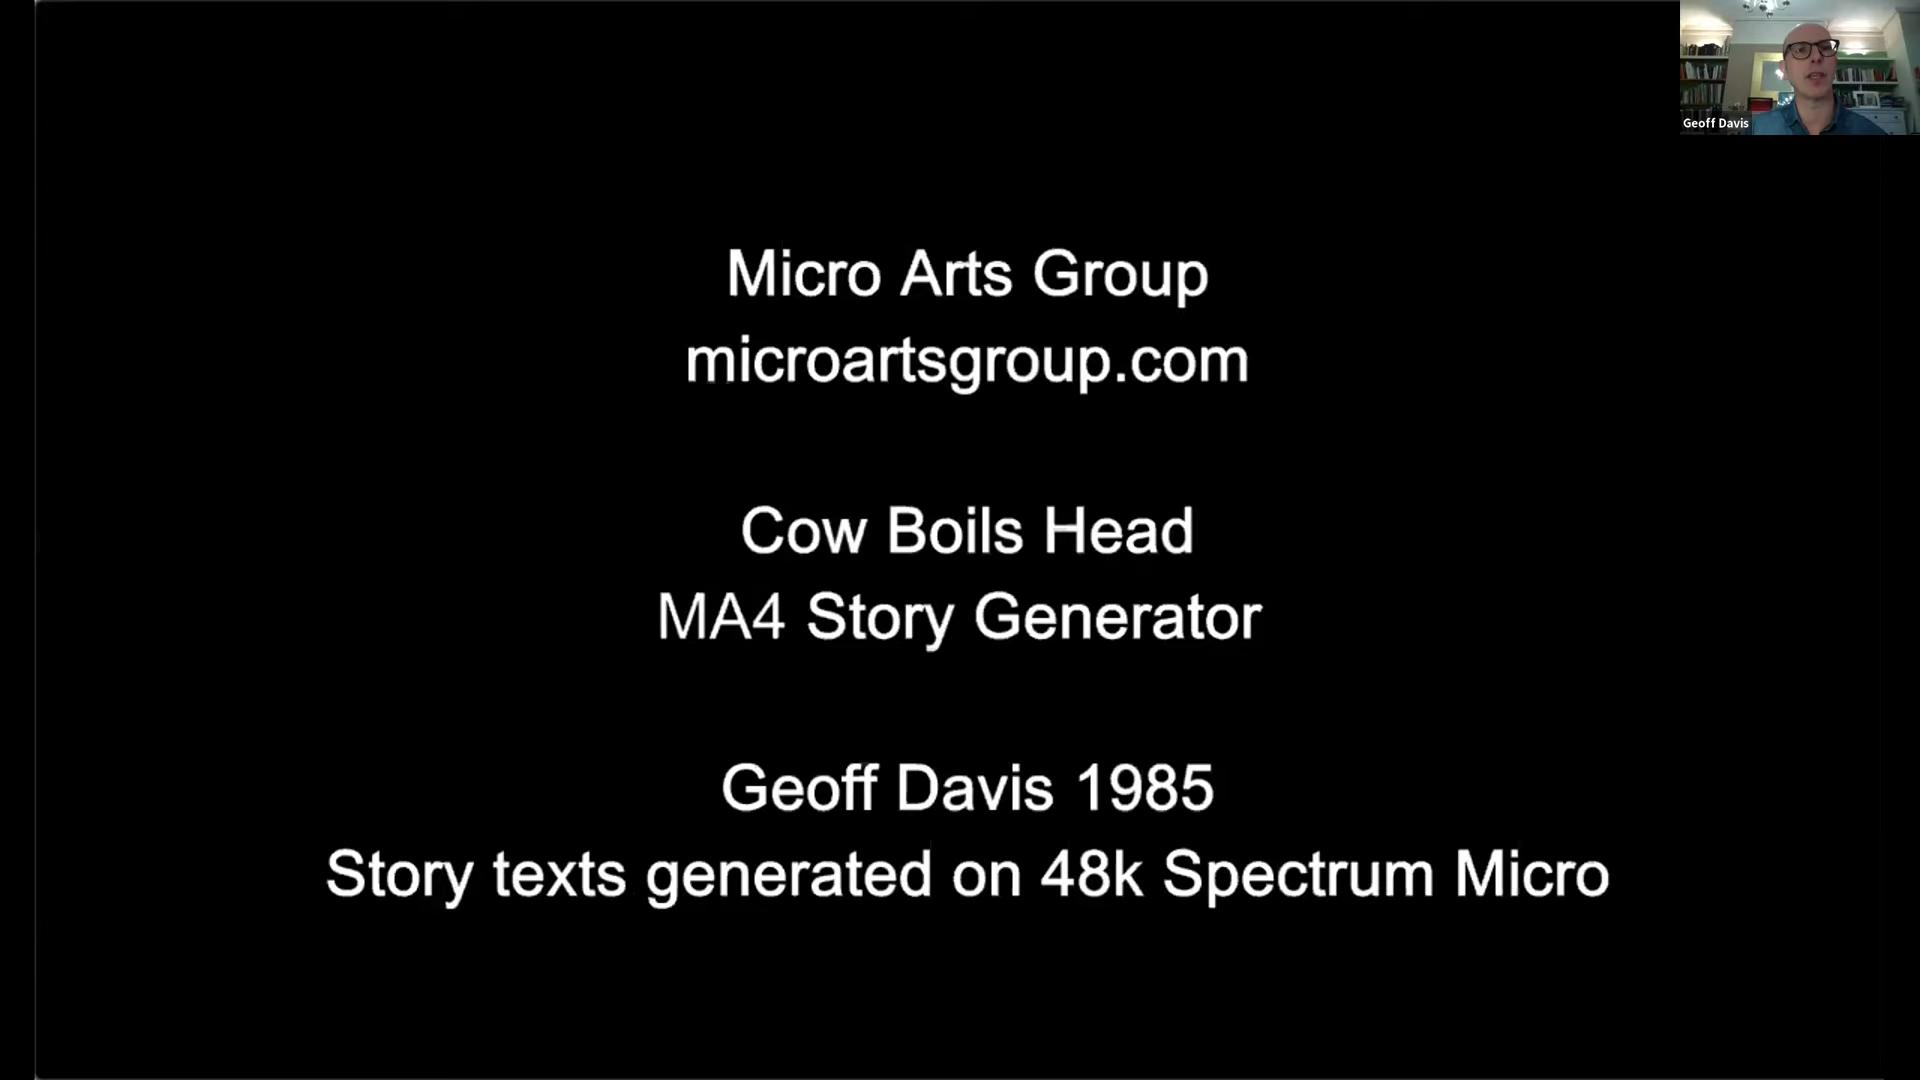 Micro Arts Group
microartsgroup.com
Cow Boils Head
MA4 Story Generator
Geoff Davis 1985
Story texts generated on 48k Spectrum Micro
Geoff Davis